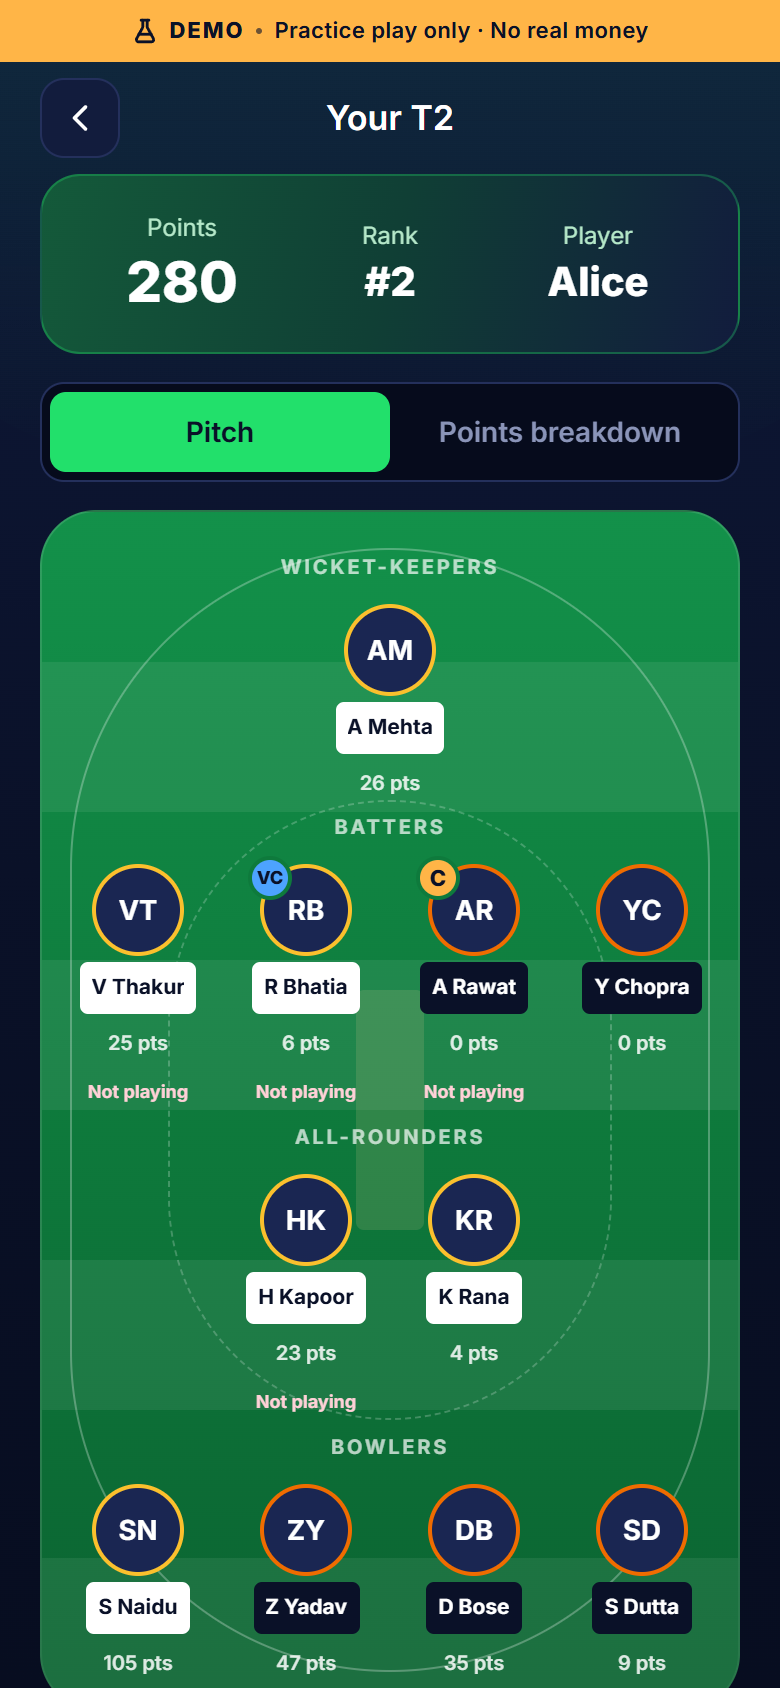 DEMO • Practice play only · No real money
Your T2
Points
280
Rank
#2
Player
Alice
Pitch
Points breakdown
WICKET-KEEPERS
AM
A Mehta
26 pts
BATTERS
VT
V Thakur
25 pts
Not playing
VC
RB
R Bhatia
6 pts
Not playing
C
AR
A Rawat
0 pts
Not playing
YC
Y Chopra
0 pts
ALL-ROUNDERS
HK
H Kapoor
23 pts
Not playing
KR
K Rana
4 pts
BOWLERS
SN
S Naidu
105 pts
ZY
Z Yadav
47 pts
DB
D Bose
35 pts
SD
S Dutta
9 pts